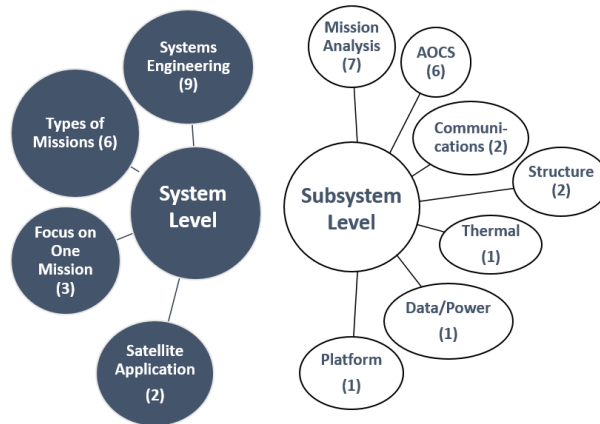 Systems
Engineering
(9)
Types of
Missions (6)
System
Level
Focus on
One
Mission
(3)
Satellite
Application
(2)
Mission
Analysis
(7)
AOCS
(6)
Communi-
cations (2)
Structure
(2)
Subsystem
Level
Thermal
(1)
Data/Power
(1)
Platform
(1)